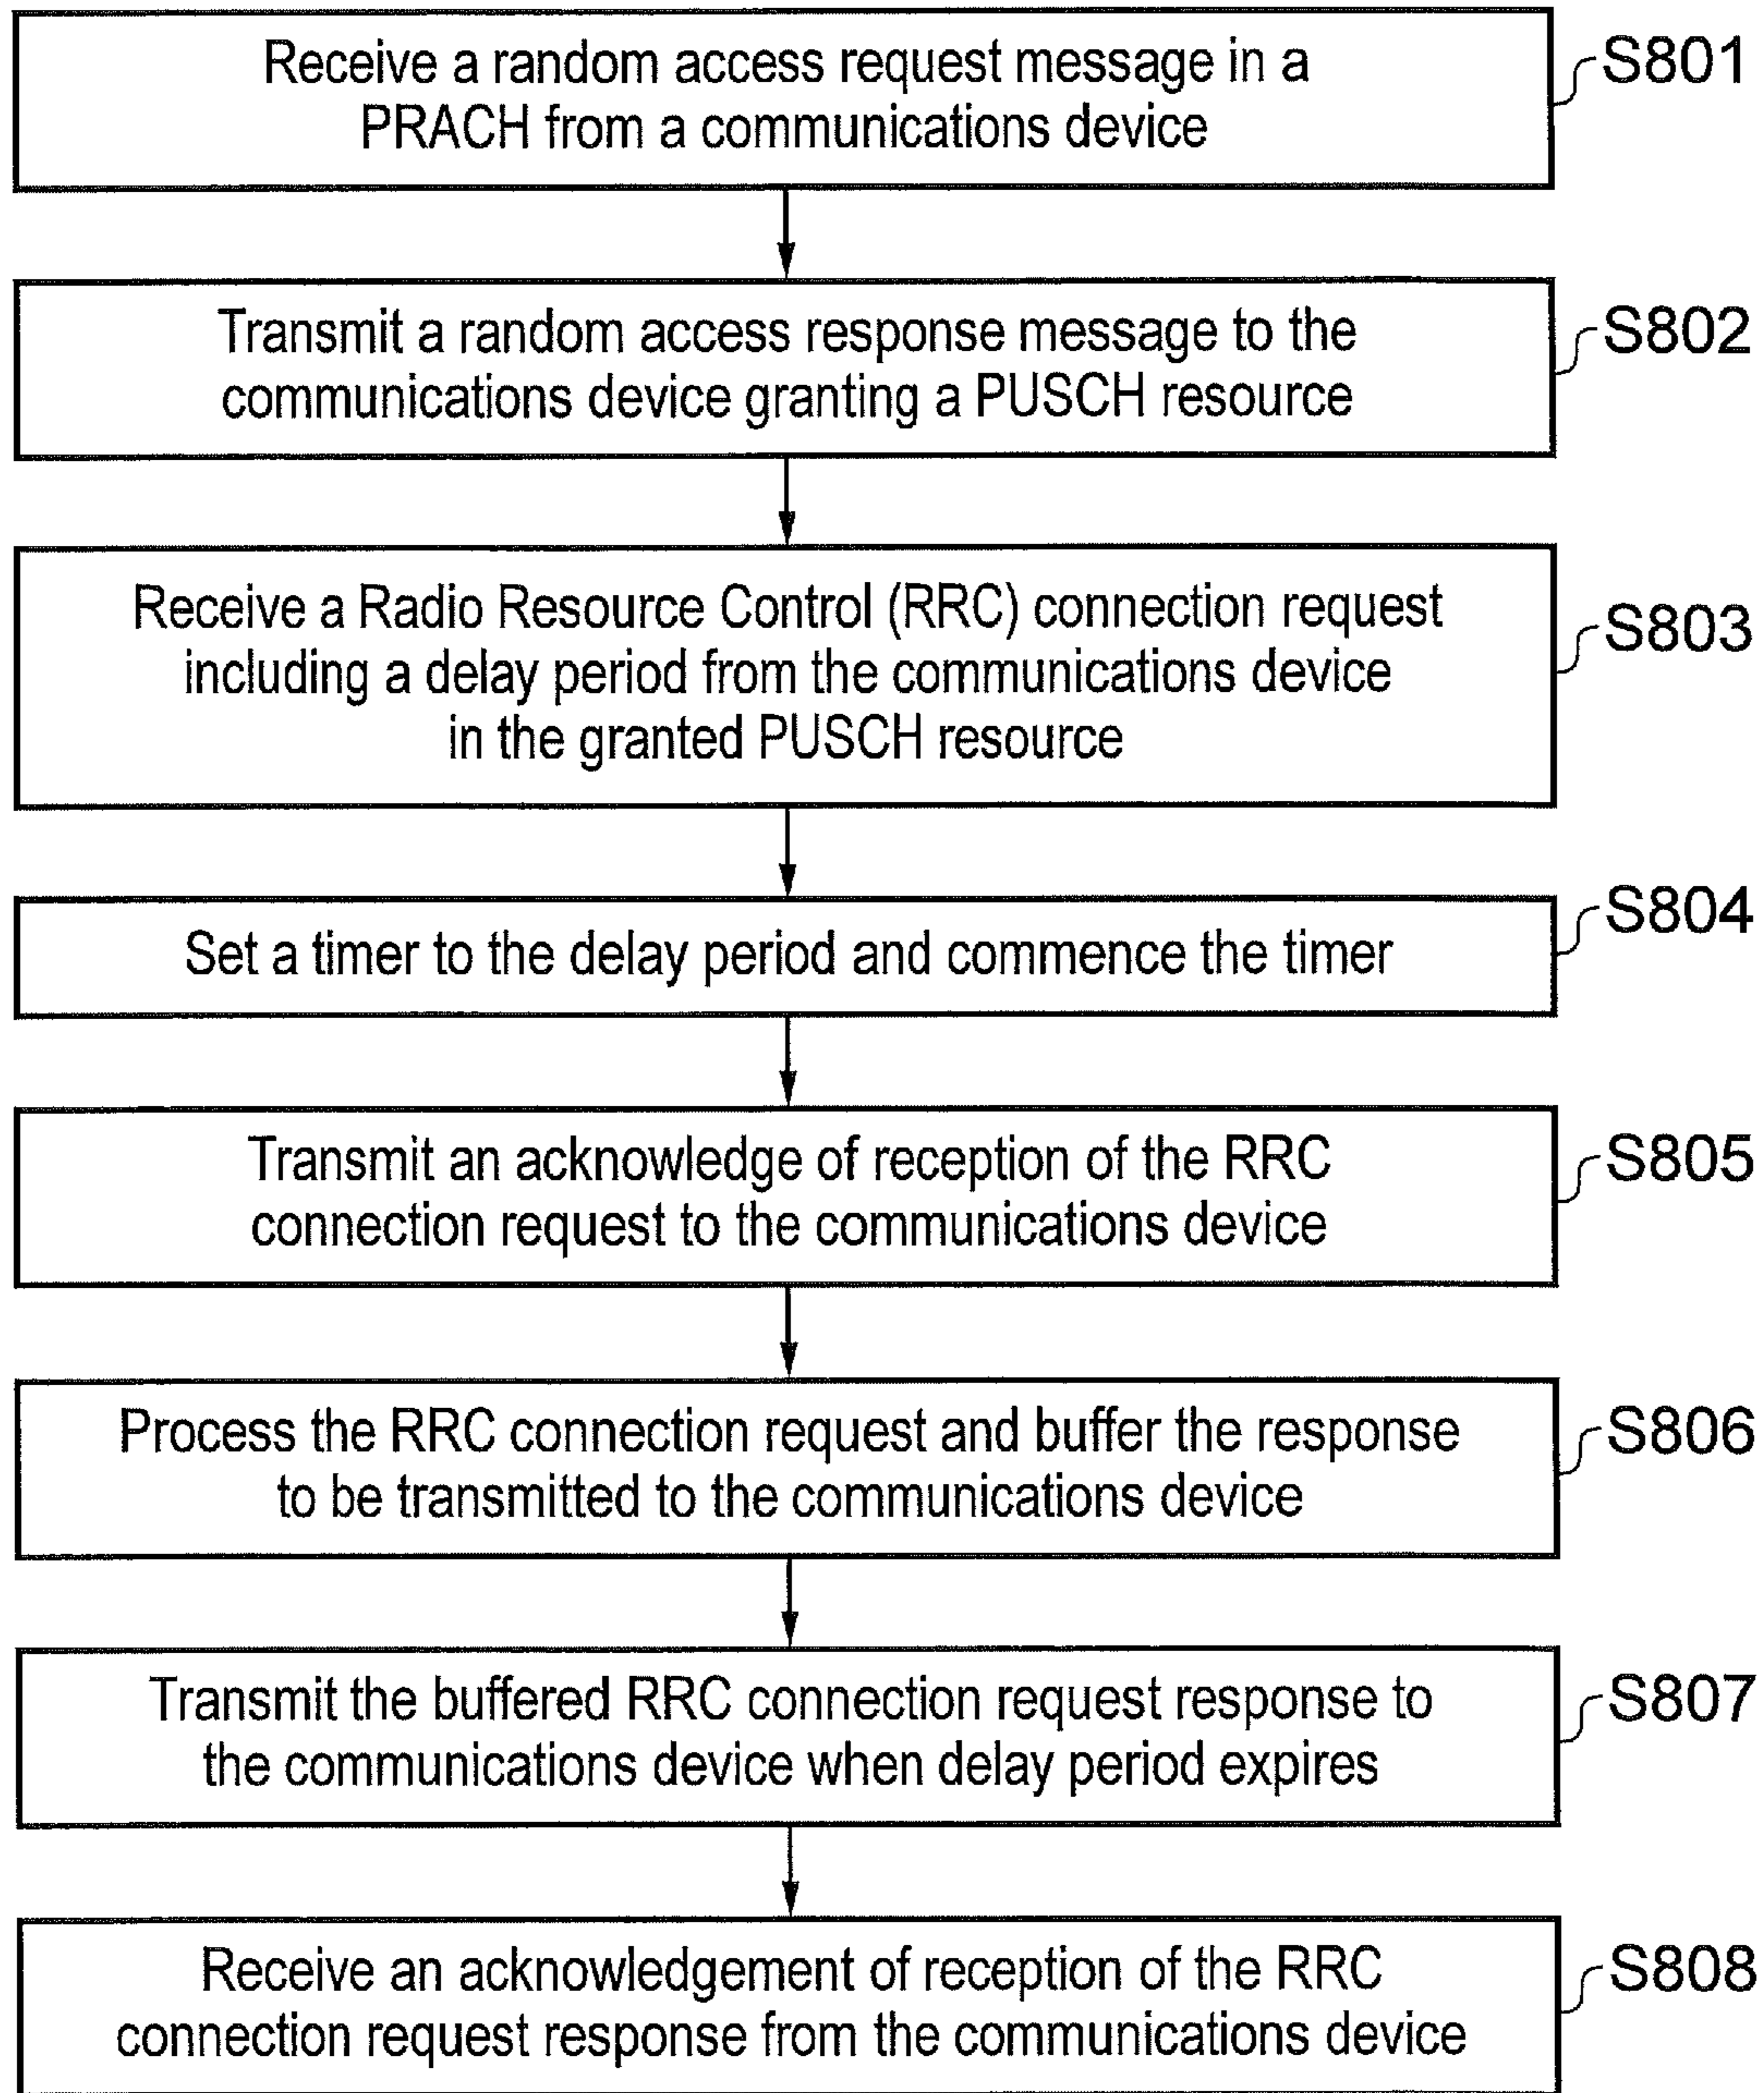 Receive a random access request message in a
PRACH from a communications device
S801
Transmit a random access response message to the
communications device granting a PUSCH resource
S802
Receive a Radio Resource Control (RRC) connection request
including a delay period from the communications device
in the granted PUSCH resource
S803
Set a timer to the delay period and commence the timer
S804
Transmit an acknowledge of reception of the RRC
connection request to the communications device
S805
Process the RRC connection request and buffer the response
to be transmitted to the communications device
S806
Transmit the buffered RRC connection request response to
the communications device when delay period expires
S807
Receive an acknowledgement of reception of the RRC
connection request response from the communications device
S808